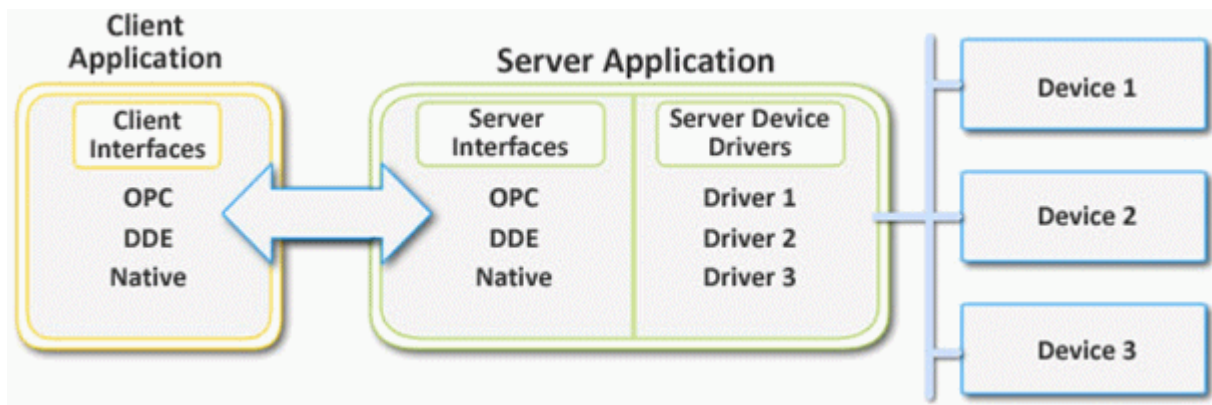 Client
Application
Client
Interfaces
OPC
DDE
Native
Server Application
Server
Interfaces
OPC
DDE
Native
Server Device
Drivers
Driver 1
Driver 2
Driver 3
Device 1
Device 2
Device 3